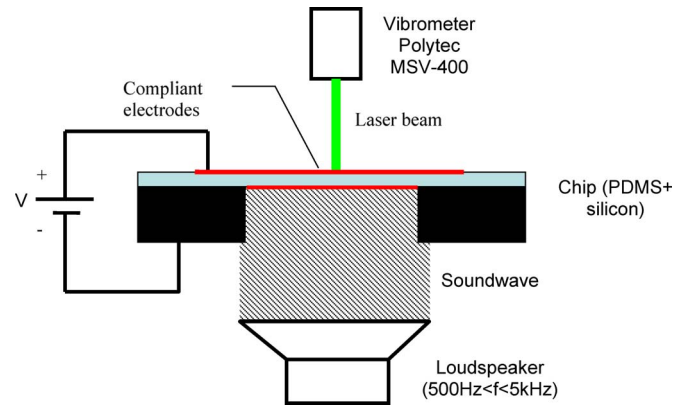 Vibrometer
Polytec
MSV-400
Compliant
electrodes
Laser beam
+
V
-
Chip (PDMS+
silicon)
Soundwave
Loudspeaker
(500Hz<f<5kHz)